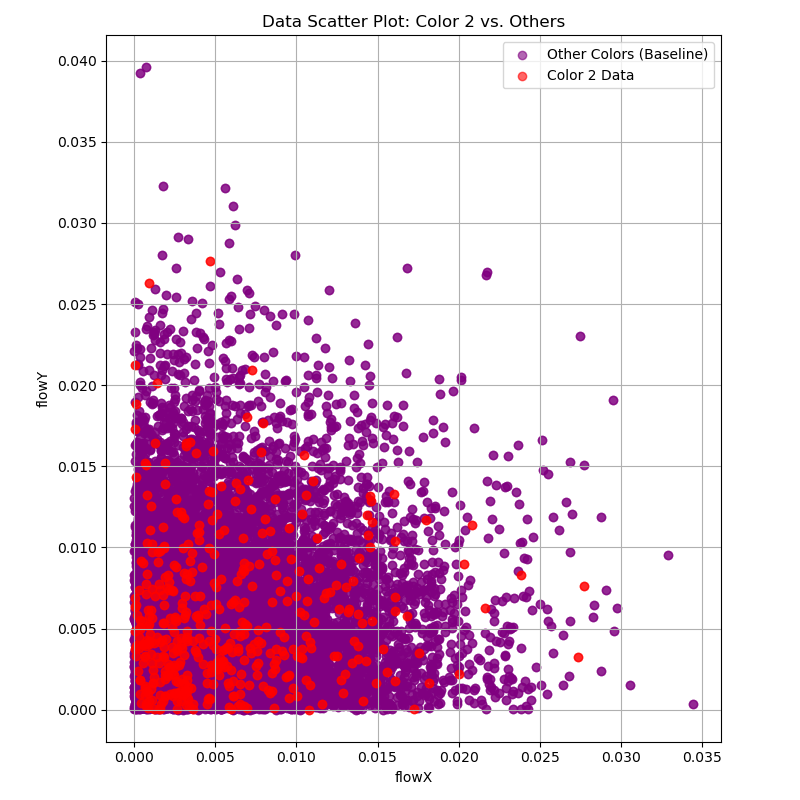 Data Scatter Plot: Color 2 vs. Others
Other Colors (Baseline)
Color 2 Data
flowY
0.040
0.035
0.030
0.025
0.020
0.015
0.010
0.005
0.000
0.000 0.005 0.010 0.015 0.020 0.025 0.030 0.035
flowX